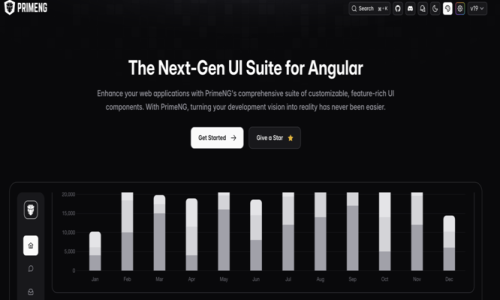 PRIMENG
Search ⌘+K
v19
The Next-Gen UI Suite for Angular
Enhance your web applications with PrimeNG's comprehensive suite of customizable, feature-rich UI
components. With PrimeNG, turning your development vision into reality has never been easier.
Get Started →
Give a Star
20,000
15,000
10,000
5,000
0
Jan Feb Mar Apr May Jun Jul Aug Sep Oct Nov Dec